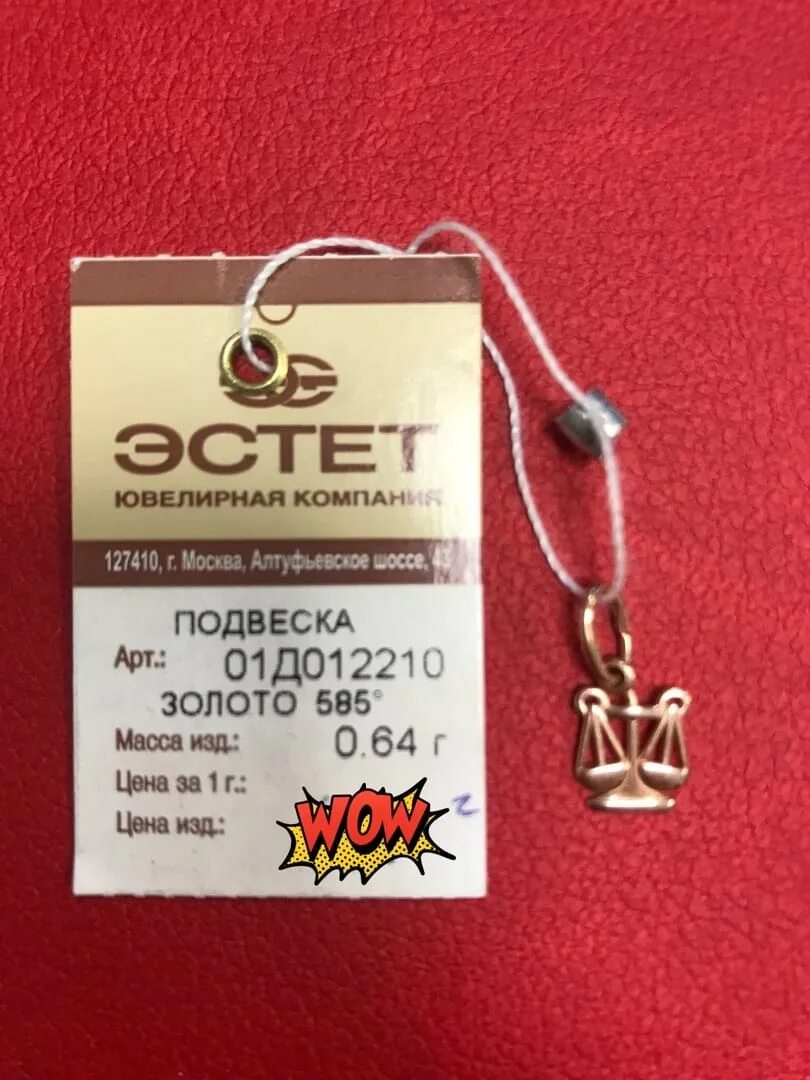 ЭСТЕТ
ЮВЕЛИРНАЯ КОМПАНИЯ
127410, г. Москва, Алтуфьевское шоссе,
ПОДВЕСКА
Арт.: 01Д012210
ЗОЛОТО 585°
Масса изд.: 0.64 г
Цена за 1 г.:
Цена изд.:
WOW